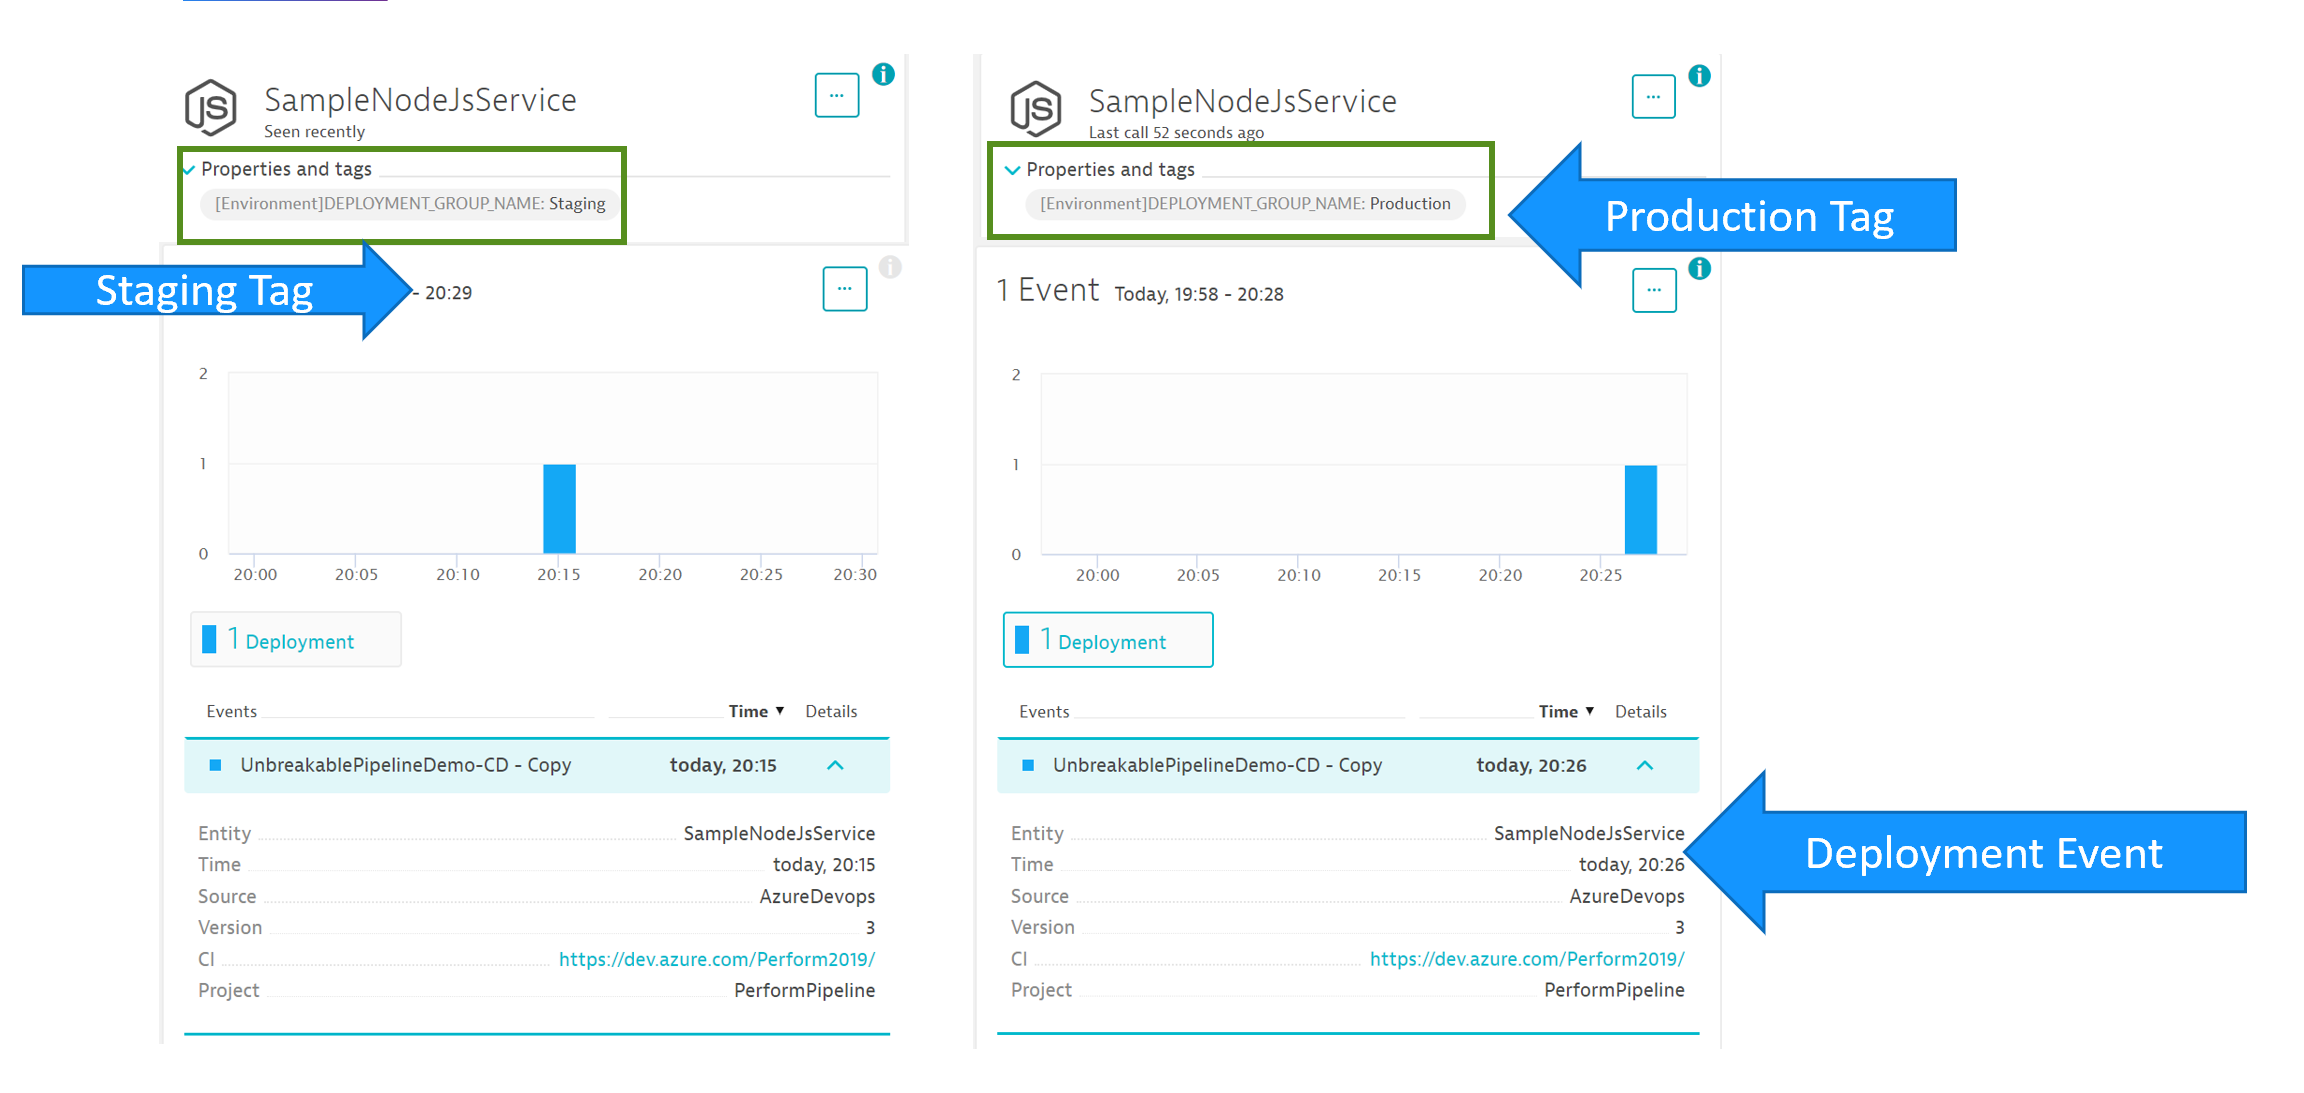 SampleNodeJsService
Seen recently
Properties and tags
[Environment]DEPLOYMENT_GROUP_NAME: Staging
Staging Tag
- 20:29
2
1
0
20:00 20:05 20:10 20:15 20:20 20:25 20:30
1 Deployment
Events Time ▼ Details
UnbreakablePipelineDemo-CD - Copy today, 20:15
Entity SampleNodeJsService
Time today, 20:15
Source AzureDevops
Version 3
CI https://dev.azure.com/Perform2019/
Project PerformPipeline
SampleNodeJsService
Last call 52 seconds ago
Properties and tags
[Environment]DEPLOYMENT_GROUP_NAME: Production
Production Tag
1 Event Today, 19:58 - 20:28
2
1
0
20:00 20:05 20:10 20:15 20:20 20:25
1 Deployment
Events Time ▼ Details
UnbreakablePipelineDemo-CD - Copy today, 20:26
Entity SampleNodeJsService
Time today, 20:26
Source AzureDevops
Version 3
CI https://dev.azure.com/Perform2019/
Project PerformPipeline
Deployment Event